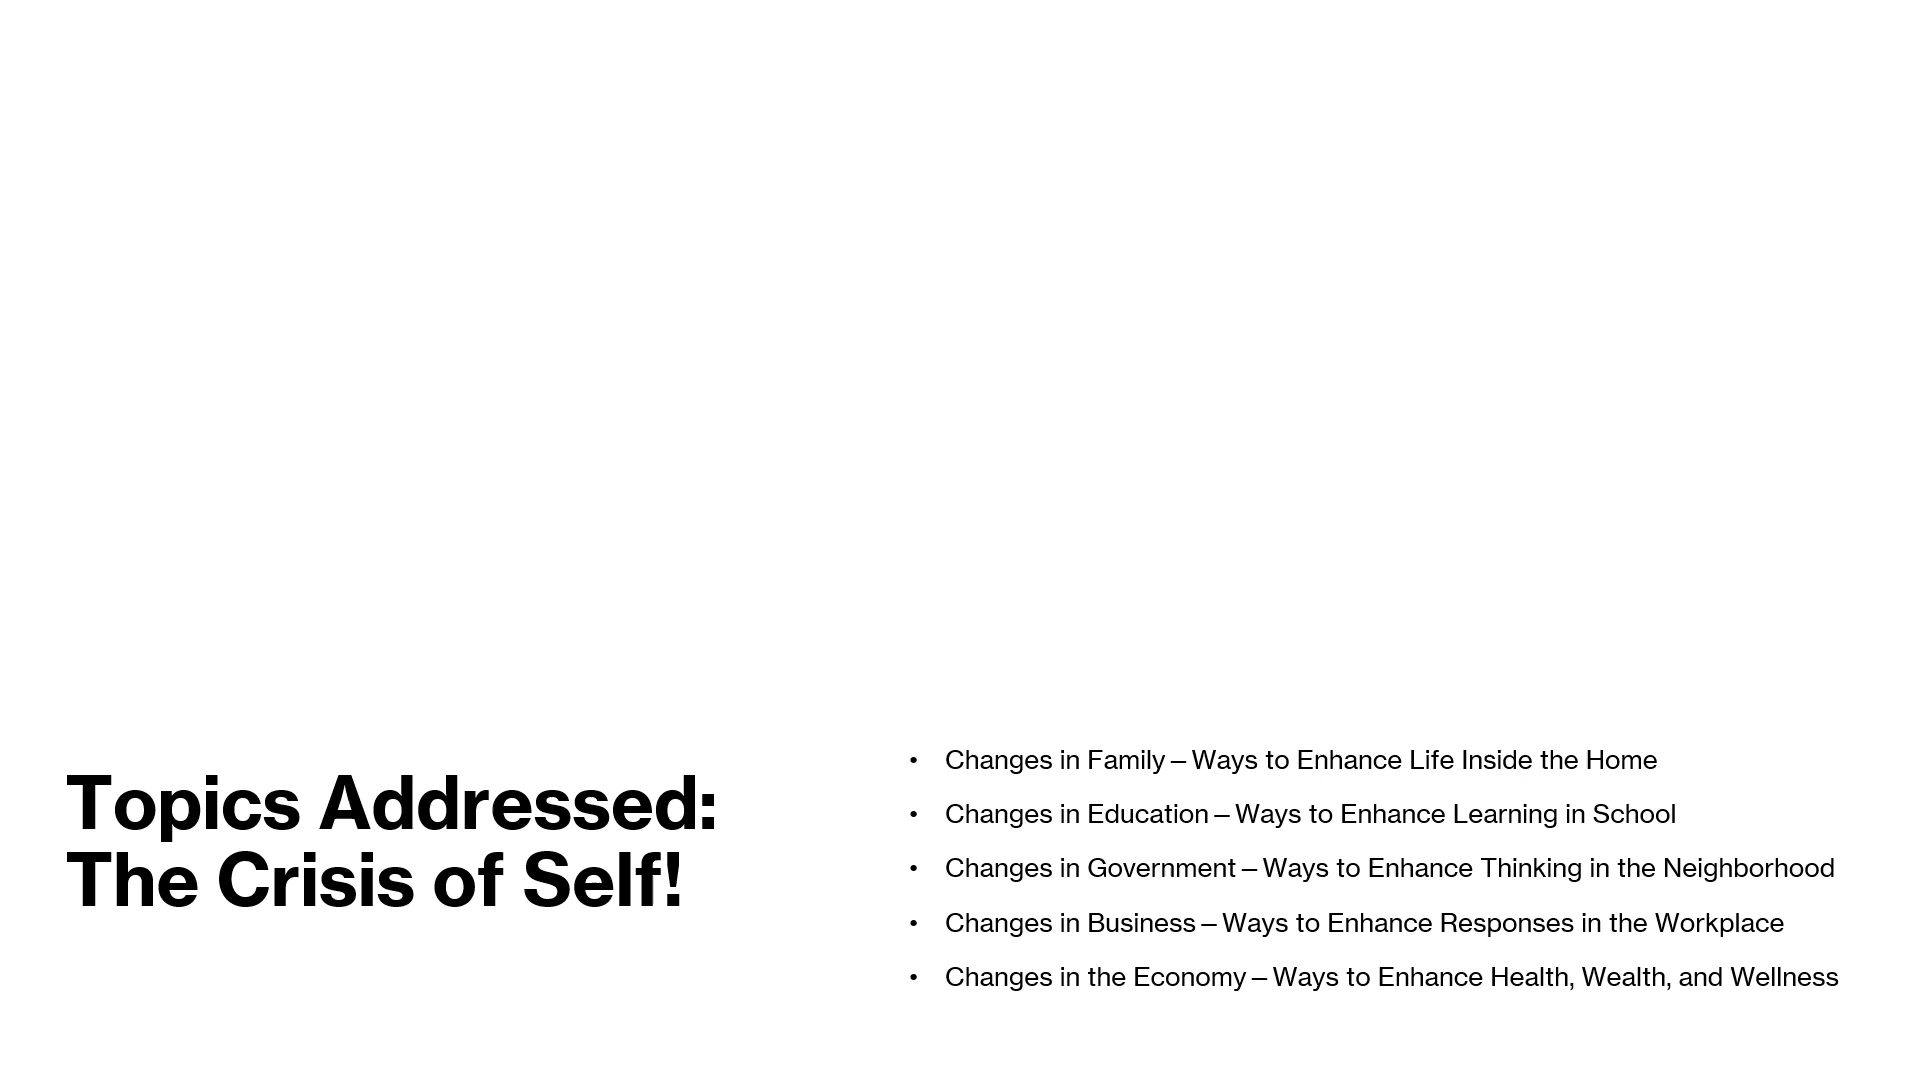 Topics Addressed:
The Crisis of Self!
• Changes in Family – Ways to Enhance Life Inside the Home
• Changes in Education – Ways to Enhance Learning in School
• Changes in Government – Ways to Enhance Thinking in the Neighborhood
• Changes in Business – Ways to Enhance Responses in the Workplace
• Changes in the Economy – Ways to Enhance Health, Wealth, and Wellness